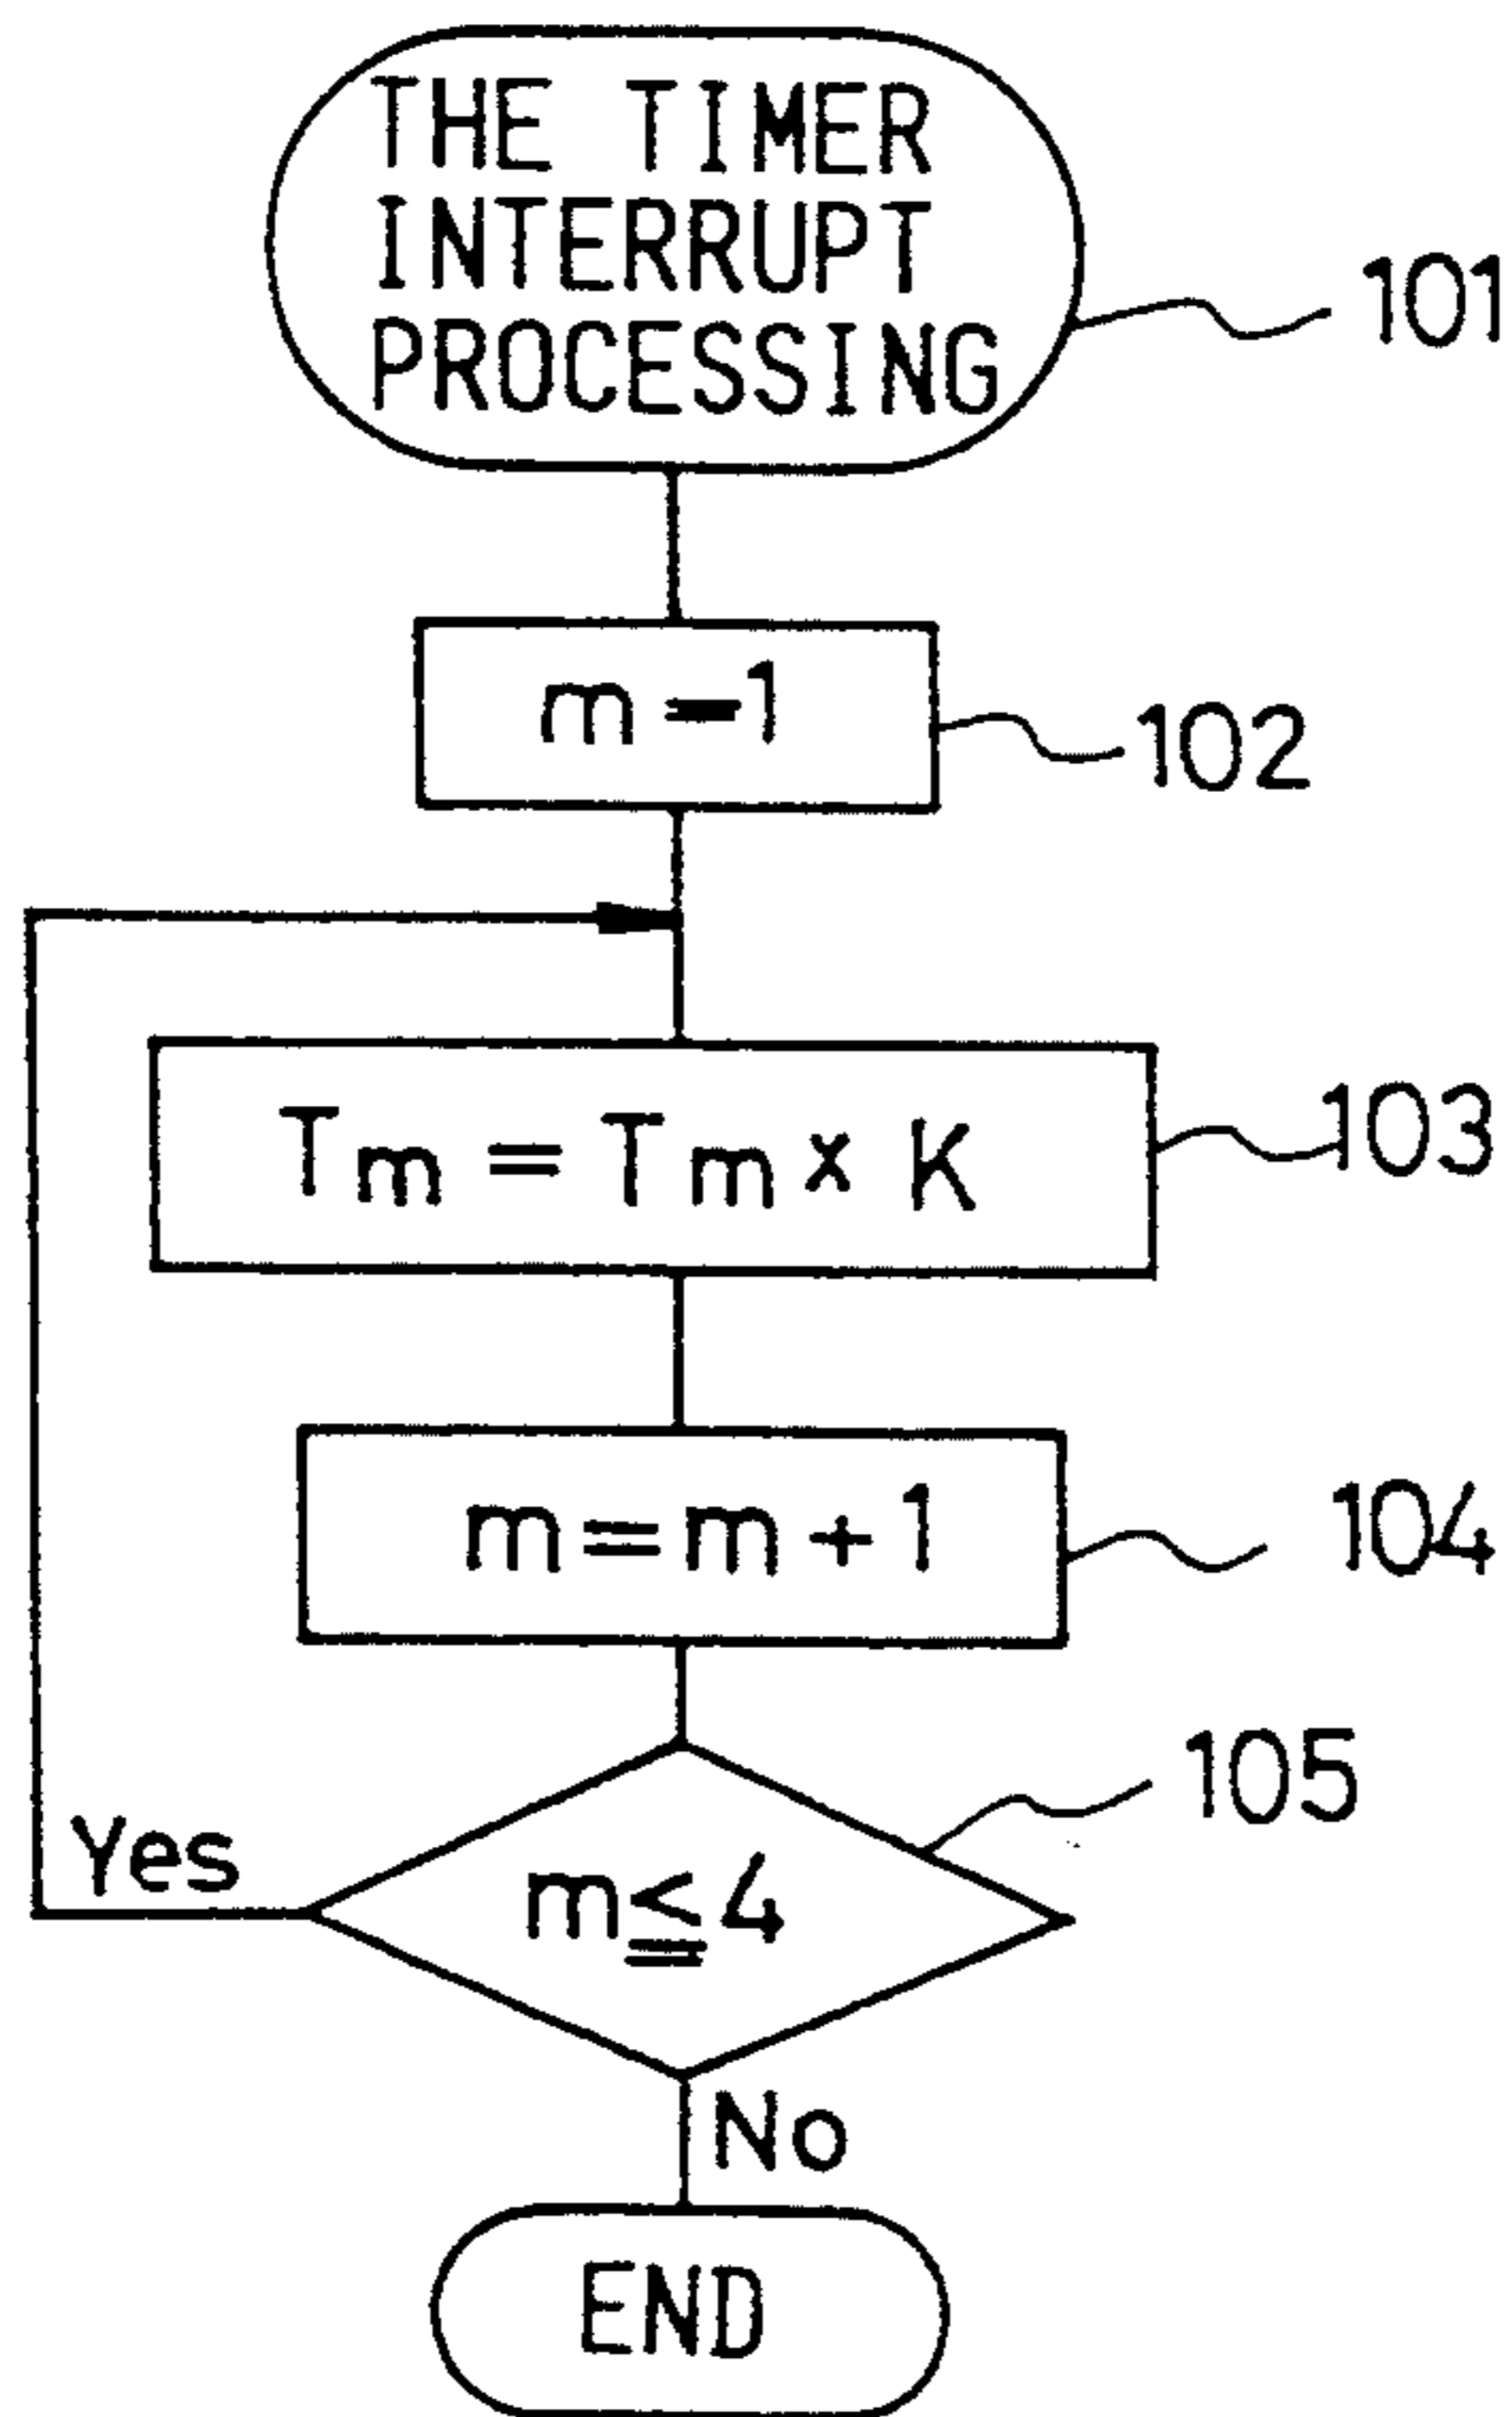 THE TIMER
INTERRUPT
PROCESSING
101
m=1
102
Tm=Tm× K
103
m=m+1
104
105
m≦4
Yes
No
END